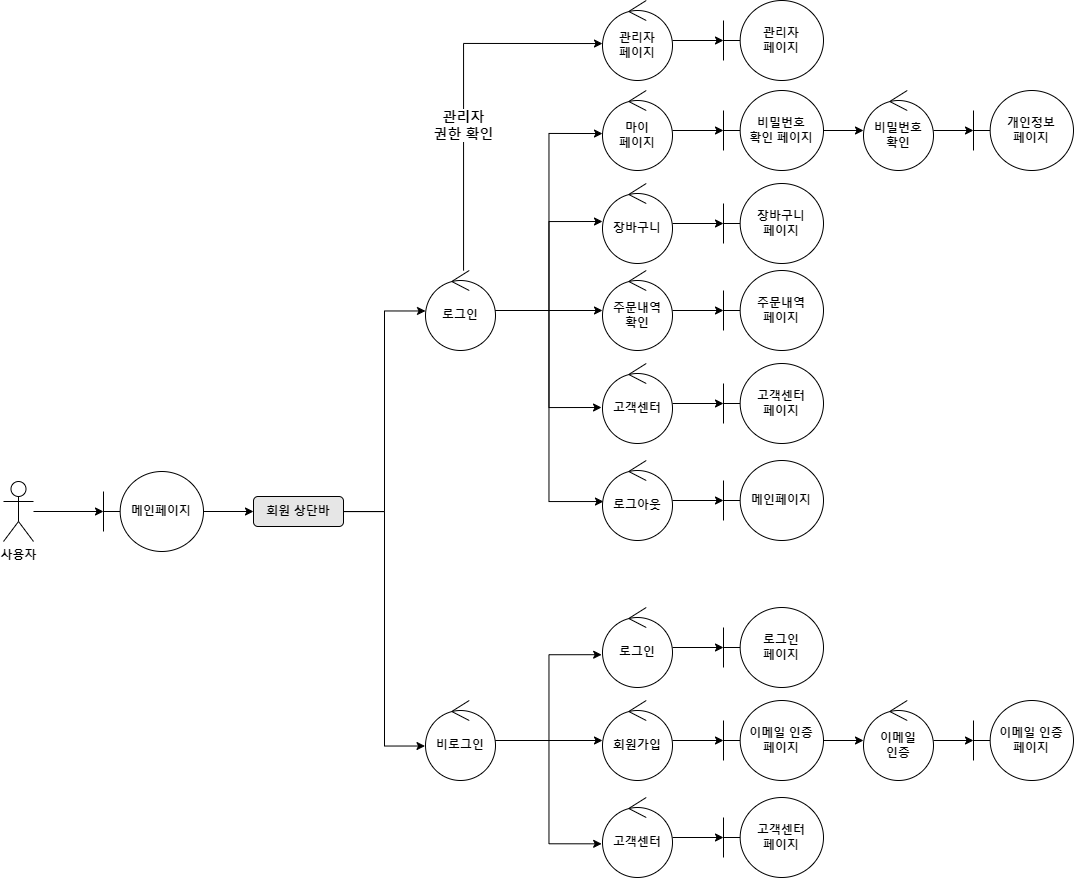 관리자
페이지
관리자
페이지
관리자
권한 확인
마이
페이지
비밀번호
확인 페이지
비밀번호
확인
개인정보
페이지
장바구니
장바구니
페이지
로그인
주문내역
확인
주문내역
페이지
고객센터
고객센터
페이지
사용자
메인페이지
회원 상단바
로그아웃
메인페이지
로그인
로그인
페이지
비로그인
회원가입
이메일 인증
페이지
이메일
인증
이메일 인증
페이지
고객센터
고객센터
페이지